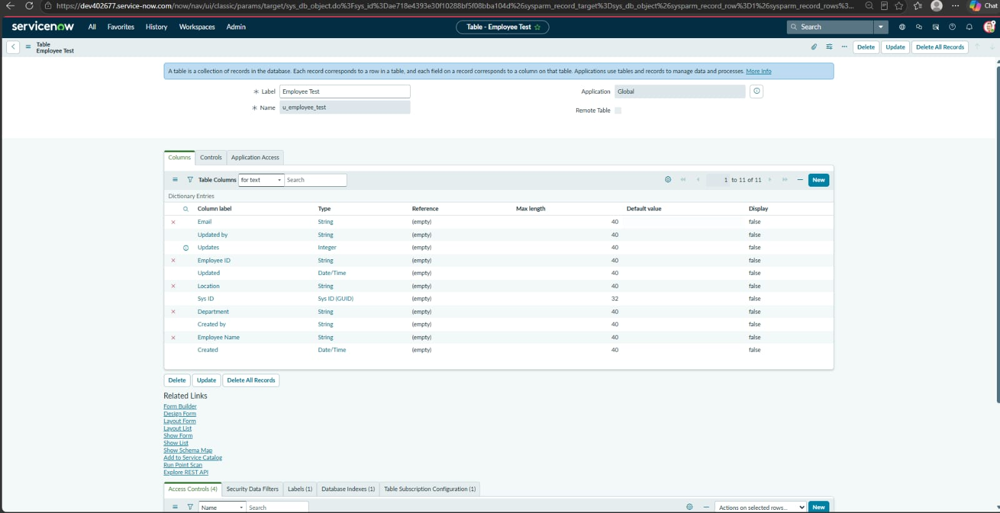 https://dev402677.service-now.com/now/nav/ui/classic/params/target/sys_db_object.do%3Fsys_id%3Dae718e4393e30f10288bf5f08bba104d%26sysparm_record_target%3Dsys_db_object%26sysparm_record_row%3D1%26sysparm_record_rows%3... Chat
servicenow All Favorites History Workspaces Admin Table - Employee Test Search
Table
Employee Test
Delete Update Delete All Records
A table is a collection of records in the database. Each record corresponds to a row in a table, and each field on a record corresponds to a column on that table. Applications use tables and records to manage data and processes. More Info
Label Employee Test Application Global
Name u_employee_test Remote Table
Columns Controls Application Access
Table Columns for text Search 1 to 11 of 11 New
Dictionary Entries
Column label Type Reference Max length Default value Display
Email String (empty) 40 false
Updated by String (empty) 40 false
Updates Integer (empty) 40 false
Employee ID String (empty) 40 false
Updated Date/Time (empty) 40 false
Location String (empty) 40 false
Sys ID Sys ID (GUID) (empty) 32 false
Department String (empty) 40 false
Created by String (empty) 40 false
Employee Name String (empty) 40 false
Created Date/Time (empty) 40 false
Delete Update Delete All Records
Related Links
Form Builder
Design Form
Layout Form
Layout List
Show Form
Show List
Show Schema Map
Add to Service Catalog
Run Point Scan
Explore REST API
Access Controls (4) Security Data Filters Labels (1) Database Indexes (1) Table Subscription Configuration (1)
Name Search Actions on selected rows... New